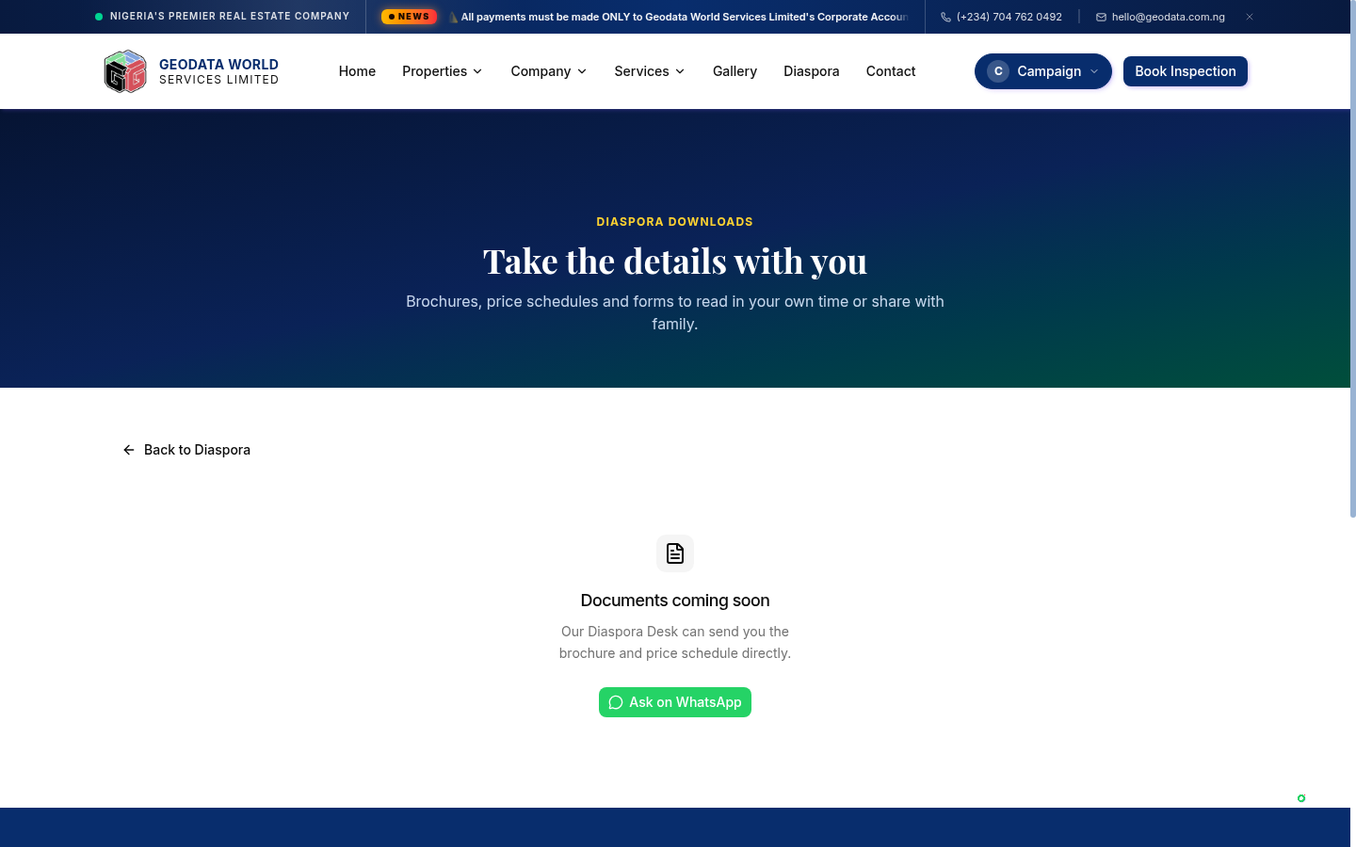 NIGERIA'S PREMIER REAL ESTATE COMPANY
NEWS
All payments must be made ONLY to Geodata World Services Limited's Corporate Accoun
(+234) 704 762 0492
hello@geodata.com.ng
GEODATA WORLD
SERVICES LIMITED
Home
Properties
Company
Services
Gallery
Diaspora
Contact
C
Campaign
Book Inspection
DIASPORA DOWNLOADS
Take the details with you
Brochures, price schedules and forms to read in your own time or share with
family.
Back to Diaspora
Documents coming soon
Our Diaspora Desk can send you the
brochure and price schedule directly.
Ask on WhatsApp